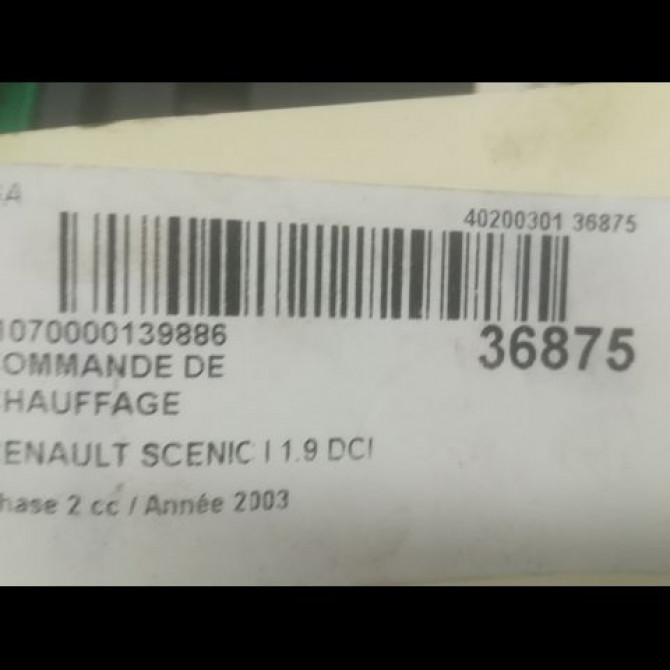 40200301 36875
1070000139886
36875
OMMANDE DE
HAUFFAGE
ENAULT SCENIC I 1.9 DCI
hase 2 cc / Année 2003